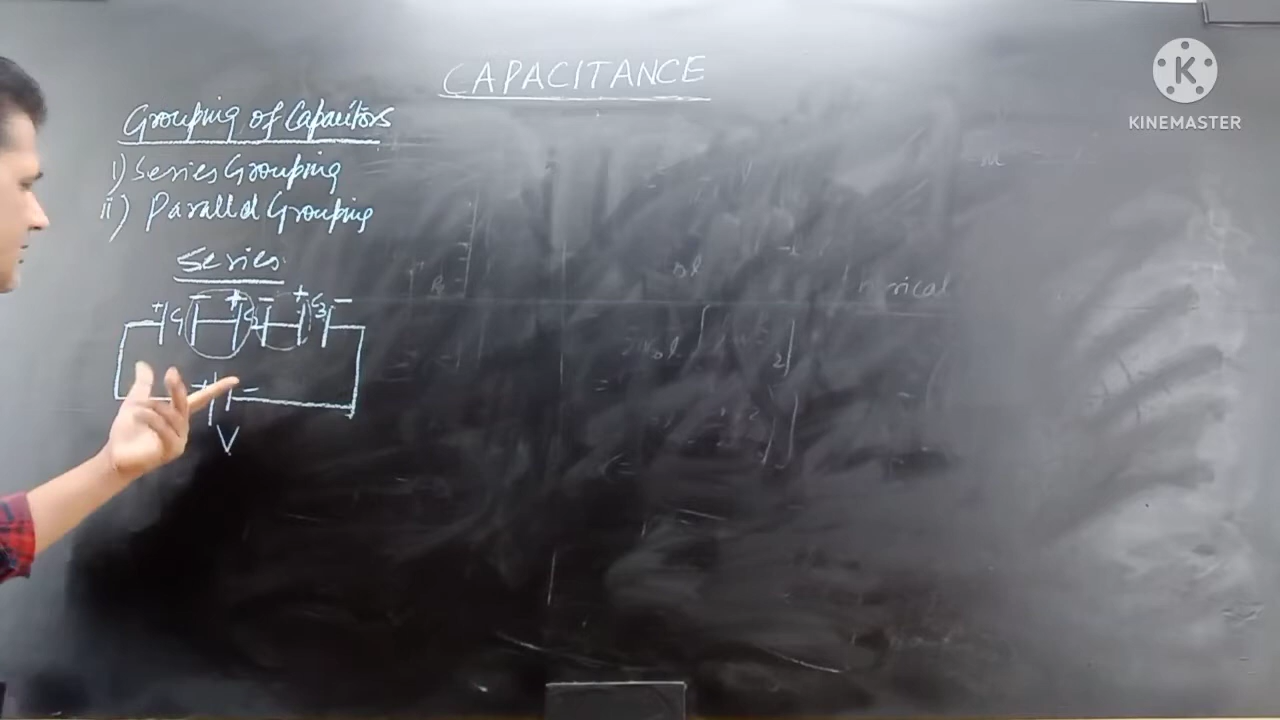 CAPACITANCE
KINEMASTER
Grouping of Capacitors
i) Series Grouping
ii) Parallel Grouping
Series
+ C1 - + C2 - + C3 -
+ -
V